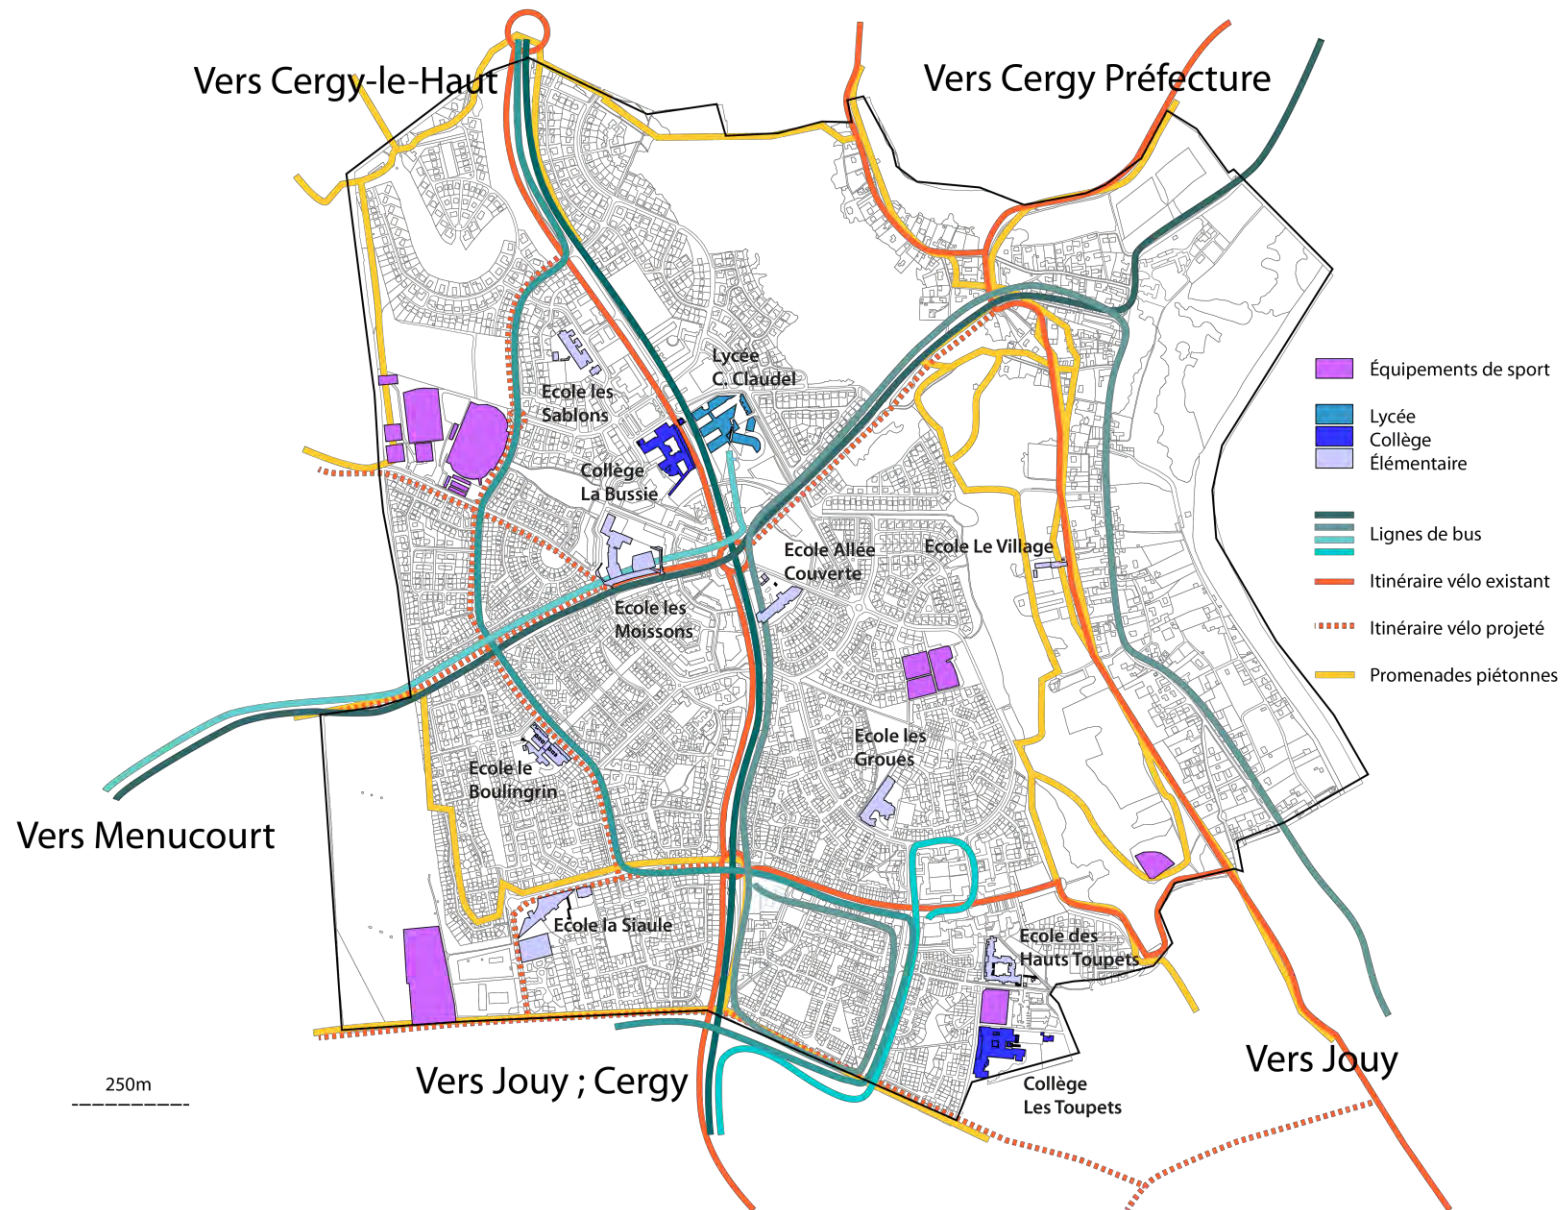 Vers Cergy-le-Haut
Vers Cergy Préfecture
Lycée
C. Claudel
Équipements de sport
Ecole les
Sablons
Lycée
Collège
Élémentaire
Collège
La Bussie
Lignes de bus
Ecole Allée
Couverte
Ecole Le Village
Itinéraire vélo existant
Ecole les
Moissons
Itinéraire vélo projeté
Promenades piétonnes
Ecole les
Groues
Ecole le
Boulingrin
Vers Menucourt
Ecole la Siaule
Ecole des
Hauts Toupets
Vers Jouy
Vers Jouy ; Cergy
250m
Collège
Les Toupets